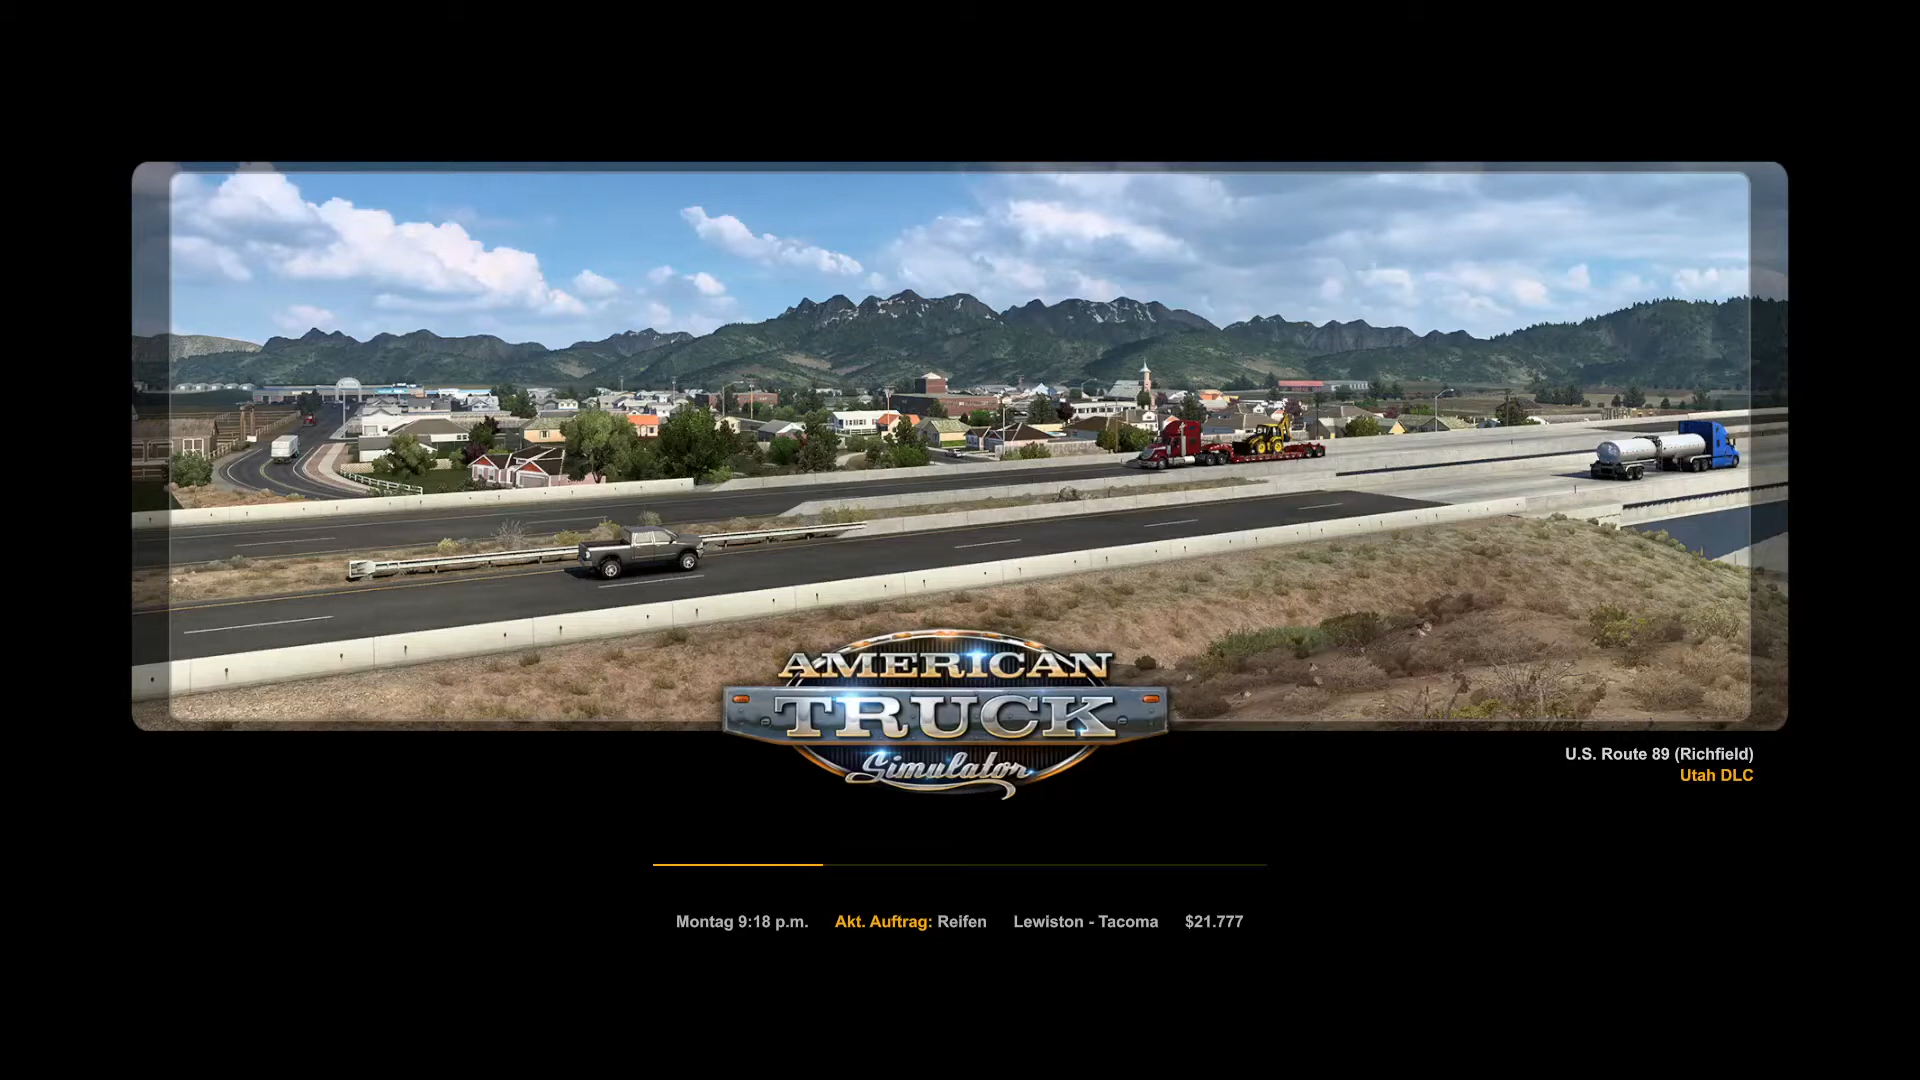 AMERICAN
TRUCK
Simulator
U.S. Route 89 (Richfield)
Utah DLC
Montag 9:18 p.m. Akt. Auftrag: Reifen Lewiston - Tacoma $21.777